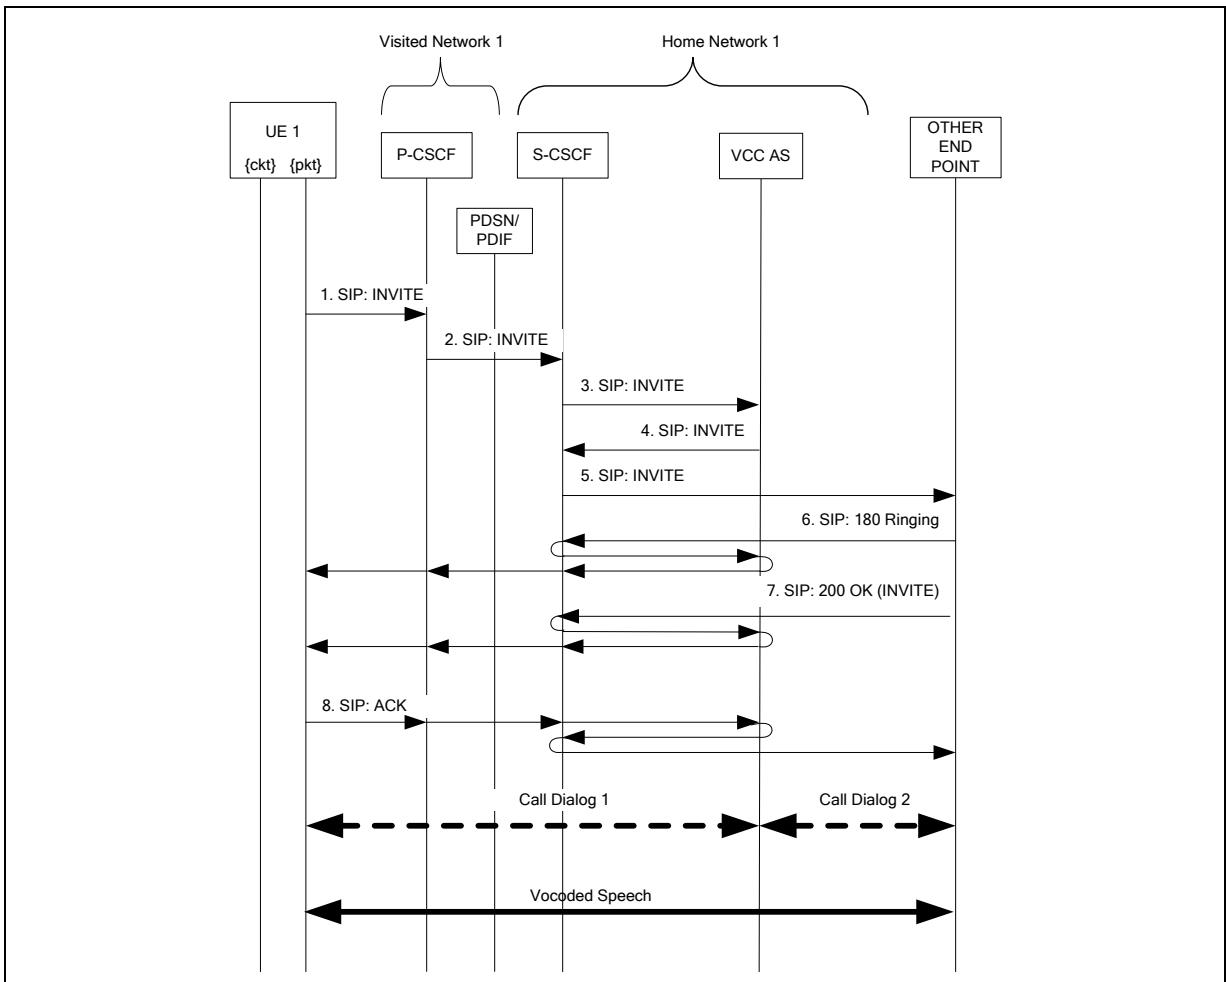 Visited Network 1
Home Network 1
UE 1
{ckt} {pkt}
P-CSCF
S-CSCF
VCC AS
OTHER
END
POINT
PDSN/
PDIF
1. SIP: INVITE
2. SIP: INVITE
3. SIP: INVITE
4. SIP: INVITE
5. SIP: INVITE
6. SIP: 180 Ringing
7. SIP: 200 OK (INVITE)
8. SIP: ACK
Call Dialog 1
Call Dialog 2
Vocoded Speech